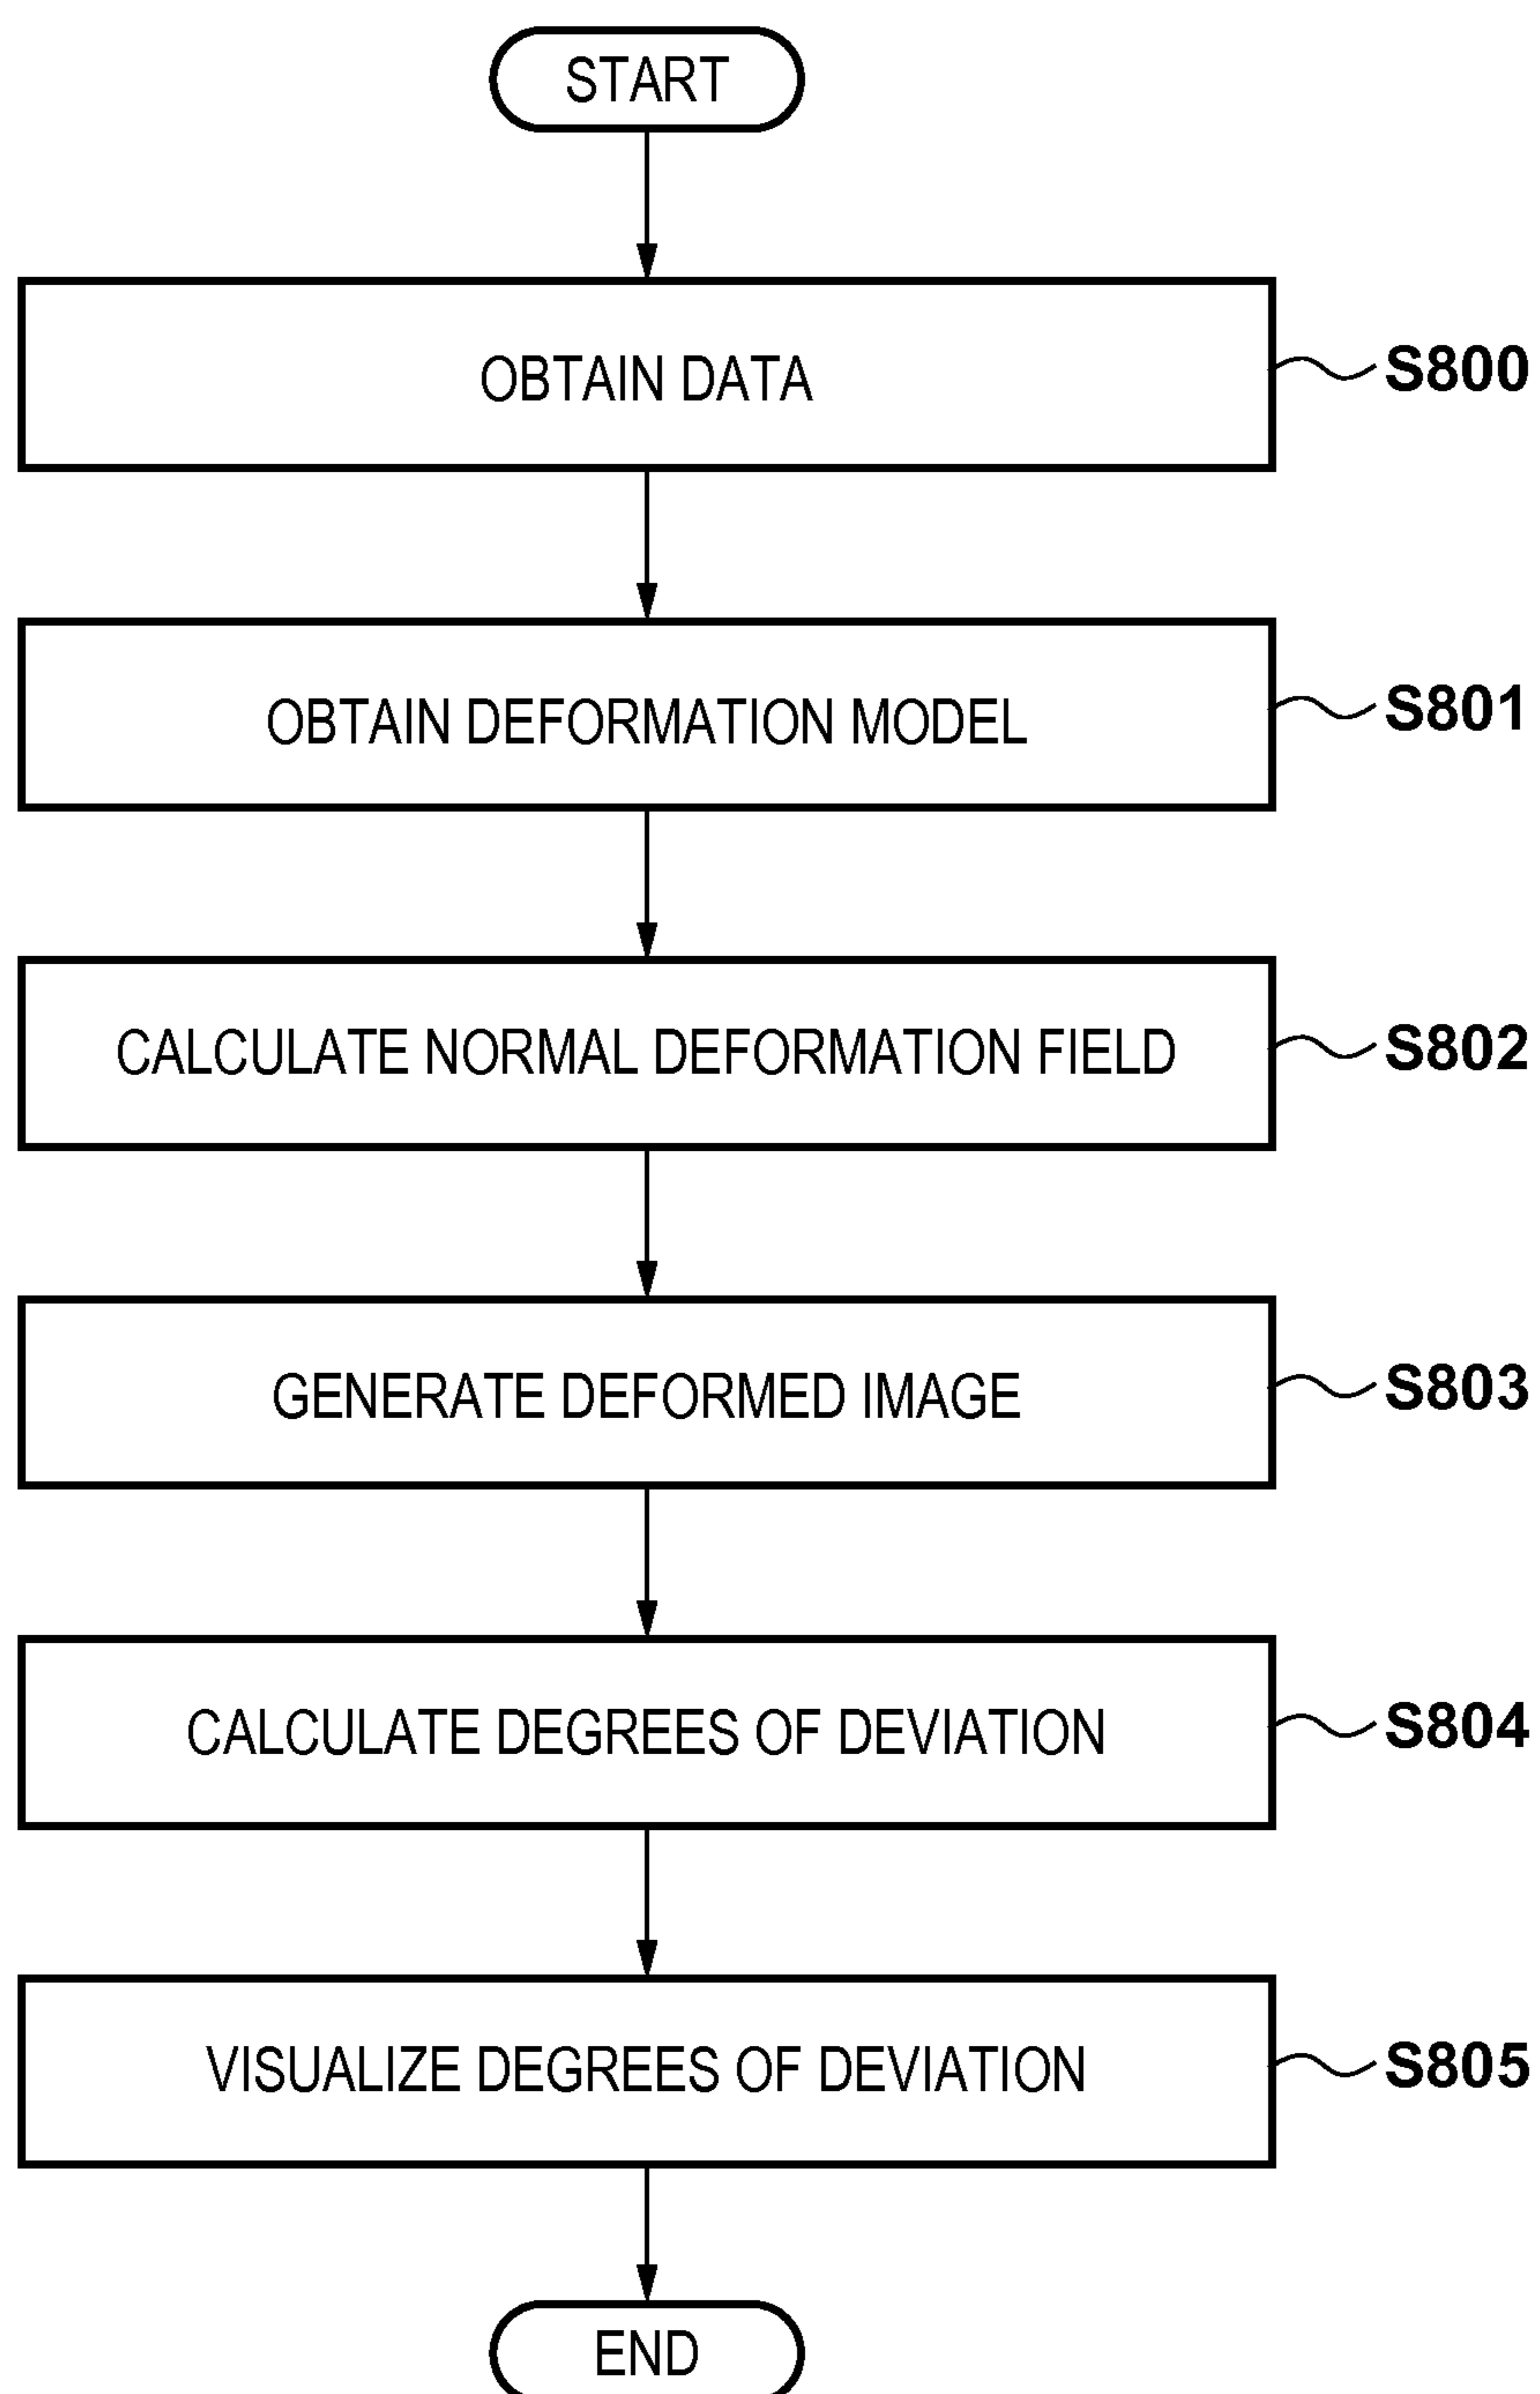 START
OBTAIN DATA
S800
OBTAIN DEFORMATION MODEL
S801
CALCULATE NORMAL DEFORMATION FIELD
S802
GENERATE DEFORMED IMAGE
S803
CALCULATE DEGREES OF DEVIATION
S804
VISUALIZE DEGREES OF DEVIATION
S805
END